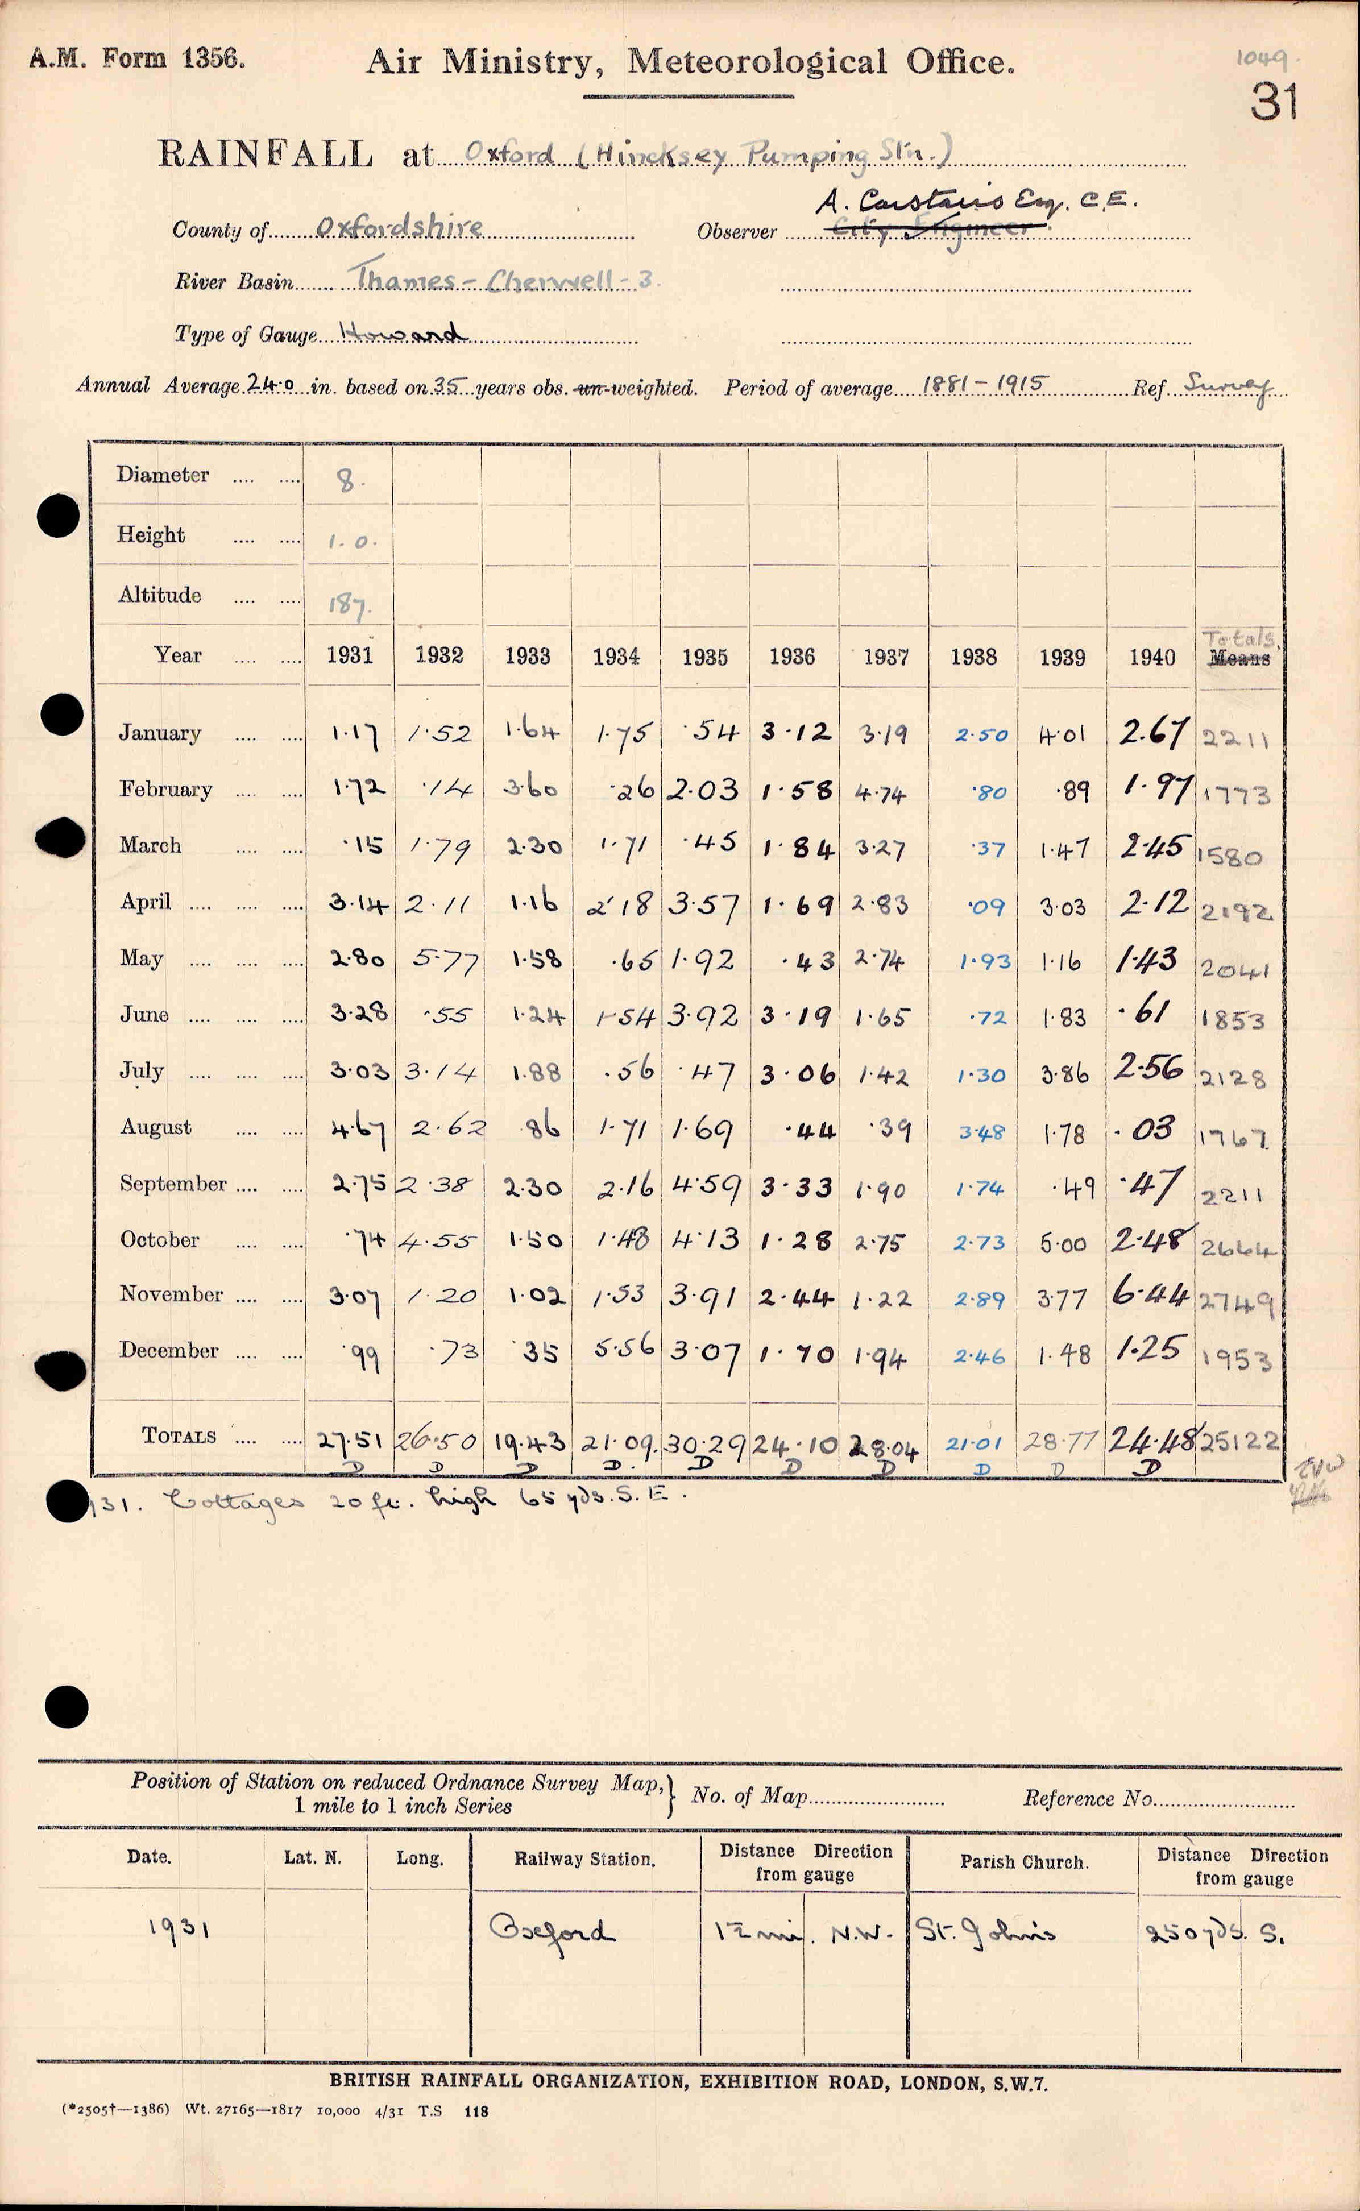 A.M. Form 1356.
Air Ministry, Meteorological Office.
1049.
31
RAINFALL at Oxford (Hincksey Pumping Stn.)
A. Carstairs Esq. C.E.
County of Oxfordshire Observer City Engineer
River Basin Thames - Cherwell - 3.
Type of Gauge Howard
Annual Average 24.0 in. based on 35 years obs. un-weighted. Period of average 1881-1915 Ref. Survey
Diameter .... .... 8.
Height .... .... 1.0.
Altitude .... .... 187.
Totals.
Year .... .... 1931 1932 1933 1934 1935 1936 1937 1938 1939 1940 Means
January .... .... 1.17 1.52 1.64 1.75 .54 3.12 3.19 2.50 4.01 2.67 2211
February .... .... 1.72 .14 3.60 .26 2.03 1.58 4.74 .80 .89 1.97 1773
March .... .... .15 1.79 2.30 1.71 .45 1.84 3.27 .37 1.47 2.45 1580
April .... .... .... 3.14 2.11 1.16 2.18 3.57 1.69 2.83 .09 3.03 2.12 2192
May .... .... .... 2.80 5.77 1.58 .65 1.92 .43 2.74 1.93 1.16 1.43 2041
June .... .... .... 3.28 .55 1.24 1.54 3.92 3.19 1.65 .72 1.83 .61 1853
July .... .... .... 3.03 3.14 1.88 .56 .47 3.06 1.42 1.30 3.86 2.56 2128
August .... .... 4.67 2.62 .86 1.71 1.69 .44 .39 3.48 1.78 .03 1767
September .... .... 2.75 2.38 2.30 2.16 4.59 3.33 1.90 1.74 .49 .47 2211
October .... .... .74 4.55 1.50 1.48 4.13 1.28 2.75 2.73 5.00 2.48 2664
November .... .... 3.07 1.20 1.02 1.53 3.91 2.44 1.22 2.89 3.77 6.44 2749
December .... .... .99 .73 .35 5.56 3.07 1.70 1.94 2.46 1.48 1.25 1953
TOTALS .... .... 27.51 26.50 19.43 21.09. 30.29 24.10 28.04 21.01 28.77 24.48 25122
D D D D. D D D D D D
31. Cottages 20 ft. high 65 yds. S.E.
Position of Station on reduced Ordnance Survey Map,} No. of Map Reference No.
1 mile to 1 inch Series
Date. Lat. N. Long. Railway Station. Distance Direction from gauge Parish Church. Distance Direction from gauge
1931 Oxford 1½ mi. N.W. St. John's 250 yds. S.
BRITISH RAINFALL ORGANIZATION, EXHIBITION ROAD, LONDON, S.W.7.
(*2505†—1386) Wt. 27165—1817 10,000 4/31 T.S 118